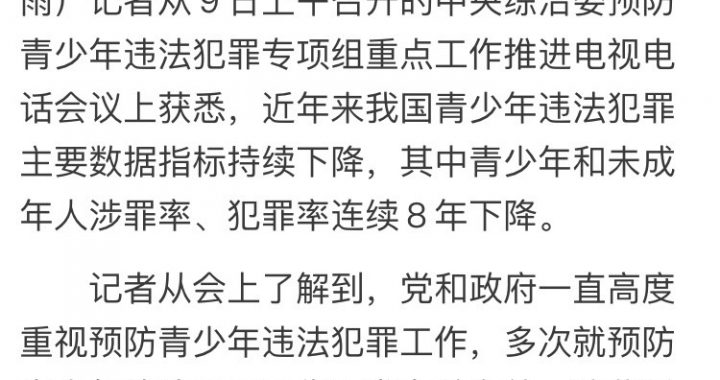 雨）记者从９日上午召开的中央综治委预防
青少年违法犯罪专项组重点工作推进电视电
话会议上获悉，近年来我国青少年违法犯罪
主要数据指标持续下降，其中青少年和未成
年人涉罪率、犯罪率连续８年下降。
记者从会上了解到，党和政府一直高度
重视预防青少年违法犯罪工作，多次就预防